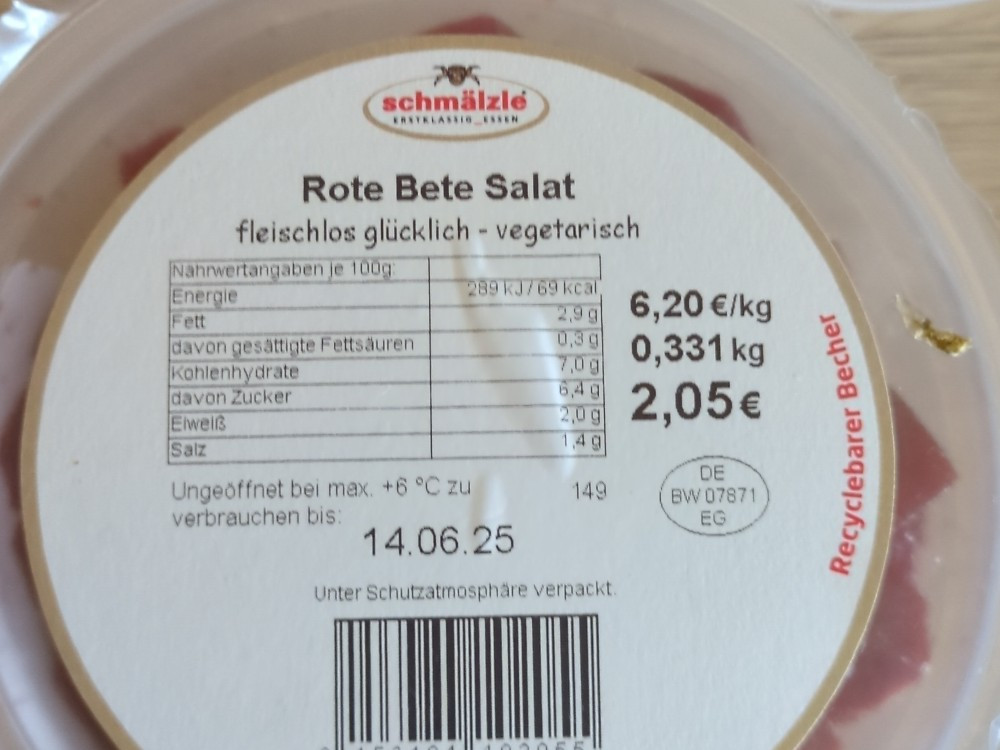 schmälzle
ERSTKLASSIG_ESSEN
Rote Bete Salat
fleischlos glücklich - vegetarisch
Nährwertangaben je 100g:
Energie 289 kJ / 69 kcal
Fett 2,9 g
davon gesättigte Fettsäuren 0,3 g
Kohlenhydrate 7,0 g
davon Zucker 6,4 g
Eiweiß 2,0 g
Salz 1,4 g
6,20 €/kg
0,331 kg
2,05 €
Recyclebarer Becher
DE
BW 07871
EG
Ungeöffnet bei max. +6 °C zu 149
verbrauchen bis:
14.06.25
Unter Schutzatmosphäre verpackt.